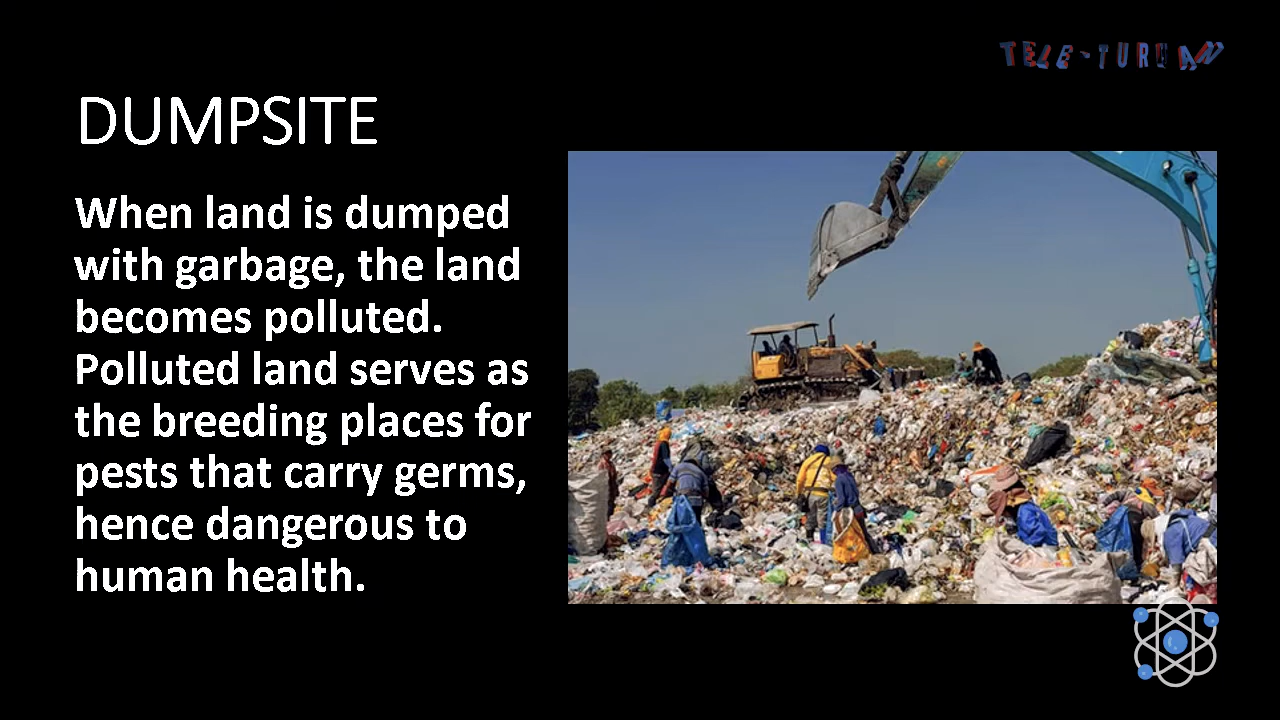 TELE-TURUAN
DUMPSITE
When land is dumped
with garbage, the land
becomes polluted.
Polluted land serves as
the breeding places for
pests that carry germs,
hence dangerous to
human health.